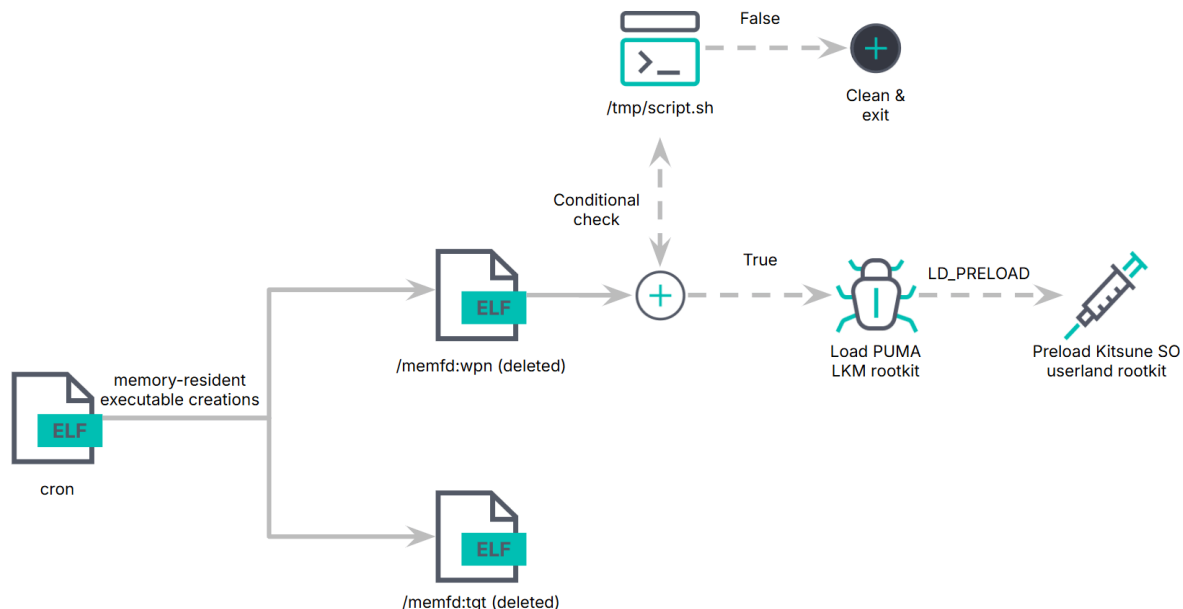 False
/tmp/script.sh
Clean &
exit
Conditional
check
True
LD_PRELOAD
ELF
/memfd:wpn (deleted)
Load PUMA
LKM rootkit
Preload Kitsune SO
userland rootkit
memory-resident
executable creations
ELF
cron
ELF
/memfd:tgt (deleted)